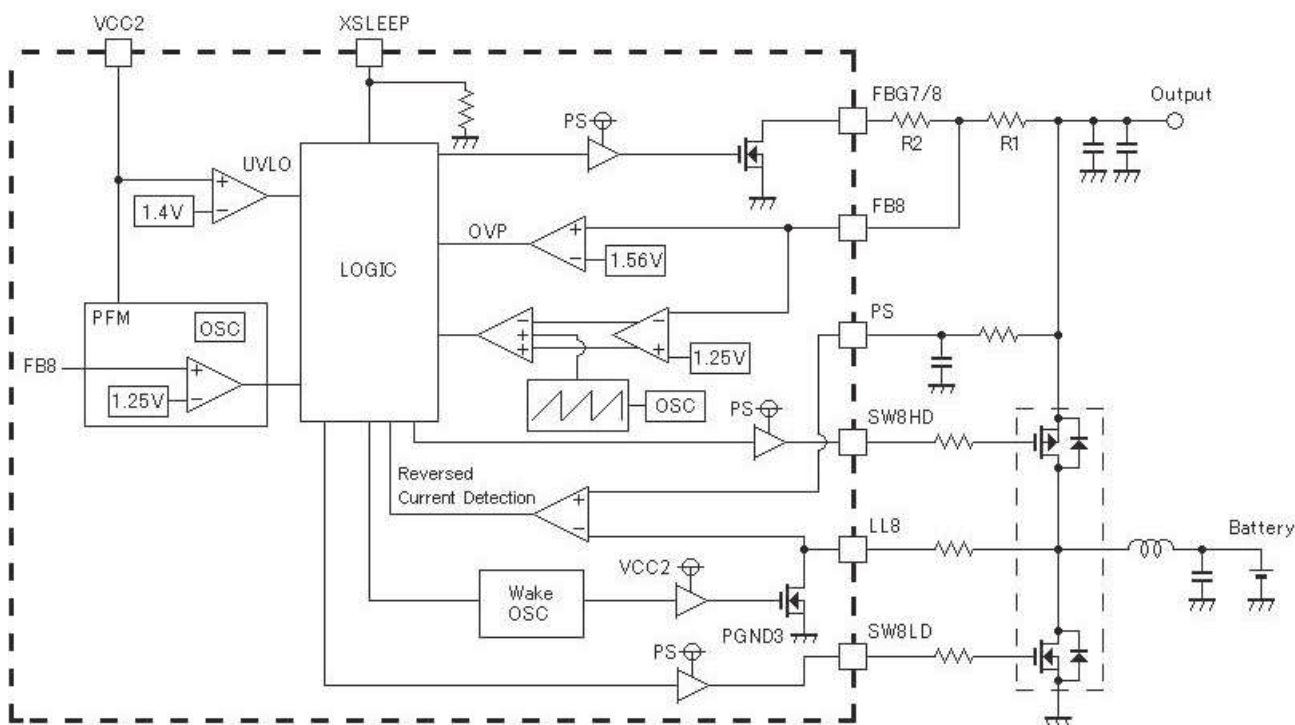 VCC2
XSLEEP
FBG7/8
Output
PS
R2
R1
UVLO
1.4V
FB8
OVP
1.56V
LOGIC
PFM
OSC
PS
FB8
1.25V
1.25V
OSC
PS
SW8HD
Reversed
Current Detection
LL8
Battery
VCC2
Wake
OSC
PGND3
SW8LD
PS